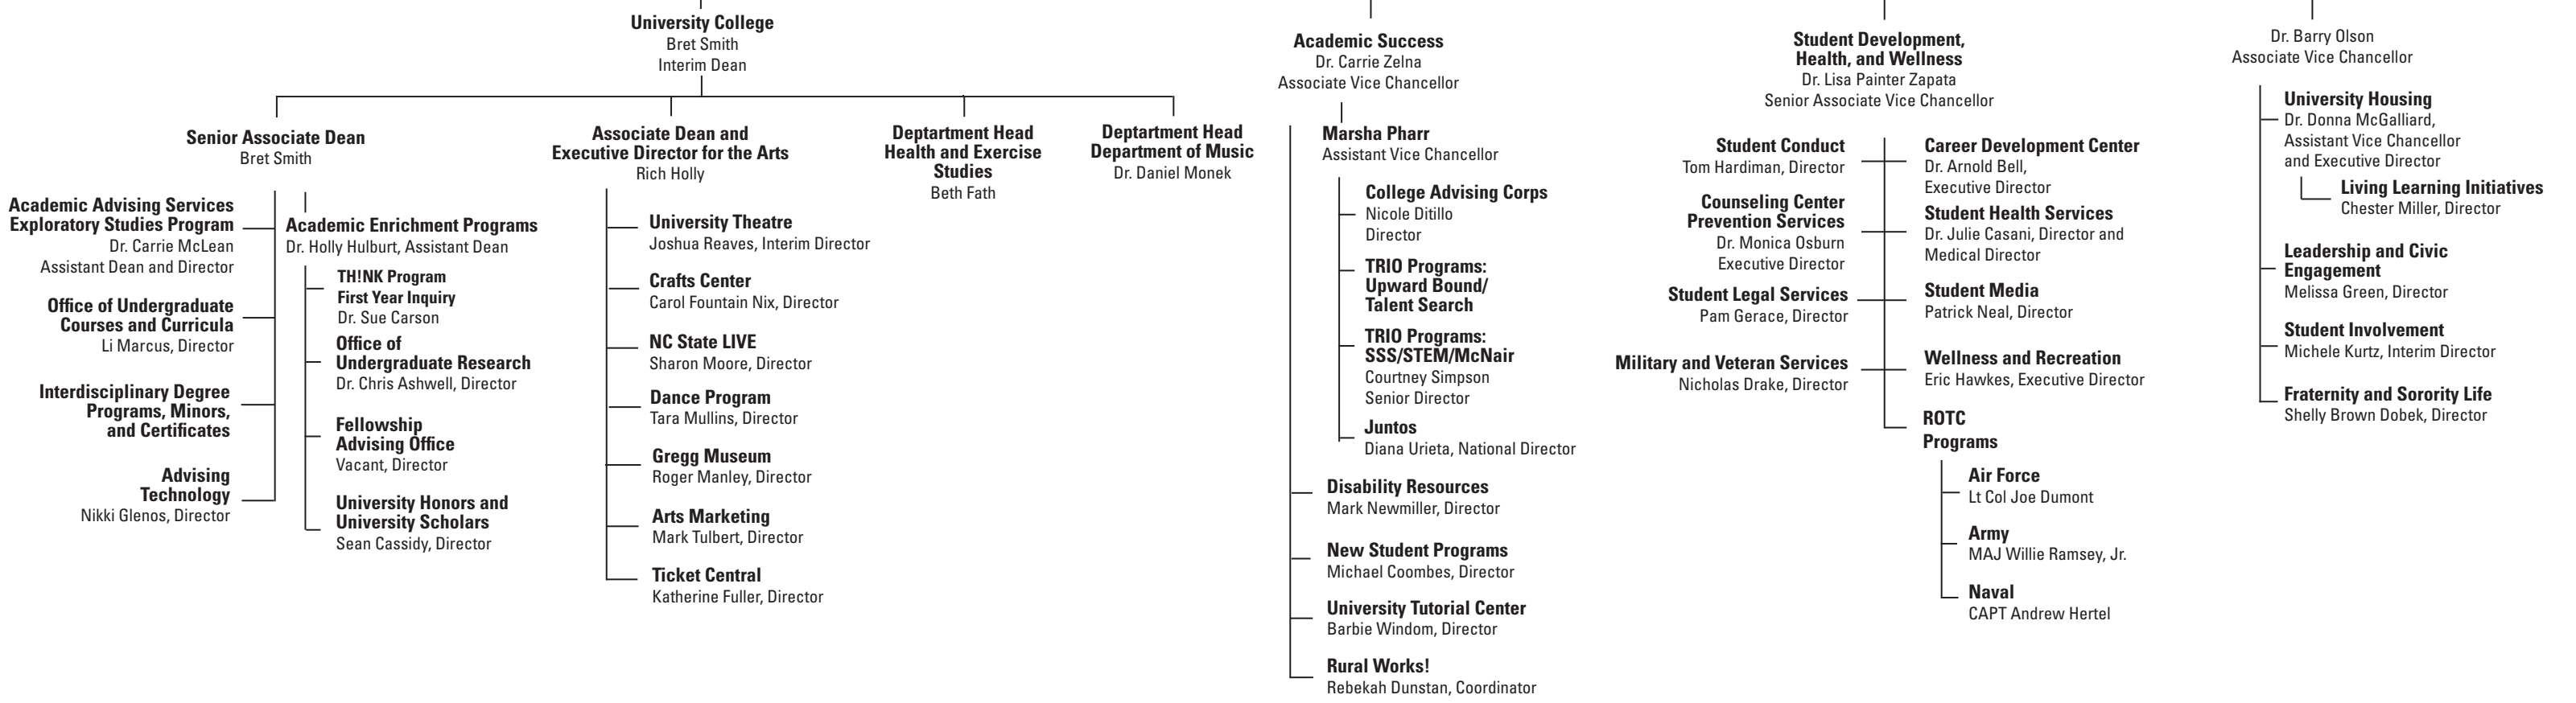 University College
Bret Smith
Interim Dean
Senior Associate Dean
Bret Smith
Academic Advising Services
Exploratory Studies Program
Dr. Carrie McLean
Assistant Dean and Director
Office of Undergraduate
Courses and Curricula
Li Marcus, Director
Interdisciplinary Degree
Programs, Minors,
and Certificates
Advising
Technology
Nikki Glenos, Director
Academic Enrichment Programs
Dr. Holly Hulburt, Assistant Dean
TH!NK Program
First Year Inquiry
Dr. Sue Carson
Office of
Undergraduate Research
Dr. Chris Ashwell, Director
Fellowship
Advising Office
Vacant, Director
University Honors and
University Scholars
Sean Cassidy, Director
Associate Dean and
Executive Director for the Arts
Rich Holly
University Theatre
Joshua Reaves, Interim Director
Crafts Center
Carol Fountain Nix, Director
NC State LIVE
Sharon Moore, Director
Dance Program
Tara Mullins, Director
Gregg Museum
Roger Manley, Director
Arts Marketing
Mark Tulbert, Director
Ticket Central
Katherine Fuller, Director
Deptartment Head
Health and Exercise
Studies
Beth Fath
Deptartment Head
Department of Music
Dr. Daniel Monek
Academic Success
Dr. Carrie Zelna
Associate Vice Chancellor
Marsha Pharr
Assistant Vice Chancellor
College Advising Corps
Nicole Ditillo
Director
TRIO Programs:
Upward Bound/
Talent Search
TRIO Programs:
SSS/STEM/McNair
Courtney Simpson
Senior Director
Juntos
Diana Urieta, National Director
Disability Resources
Mark Newmiller, Director
New Student Programs
Michael Coombes, Director
University Tutorial Center
Barbie Windom, Director
Rural Works!
Rebekah Dunstan, Coordinator
Student Development,
Health, and Wellness
Dr. Lisa Painter Zapata
Senior Associate Vice Chancellor
Student Conduct
Tom Hardiman, Director
Counseling Center
Prevention Services
Dr. Monica Osburn
Executive Director
Student Legal Services
Pam Gerace, Director
Military and Veteran Services
Nicholas Drake, Director
Career Development Center
Dr. Arnold Bell,
Executive Director
Student Health Services
Dr. Julie Casani, Director and
Medical Director
Student Media
Patrick Neal, Director
Wellness and Recreation
Eric Hawkes, Executive Director
ROTC
Programs
Air Force
Lt Col Joe Dumont
Army
MAJ Willie Ramsey, Jr.
Naval
CAPT Andrew Hertel
Dr. Barry Olson
Associate Vice Chancellor
University Housing
Dr. Donna McGalliard,
Assistant Vice Chancellor
and Executive Director
Living Learning Initiatives
Chester Miller, Director
Leadership and Civic
Engagement
Melissa Green, Director
Student Involvement
Michele Kurtz, Interim Director
Fraternity and Sorority Life
Shelly Brown Dobek, Director